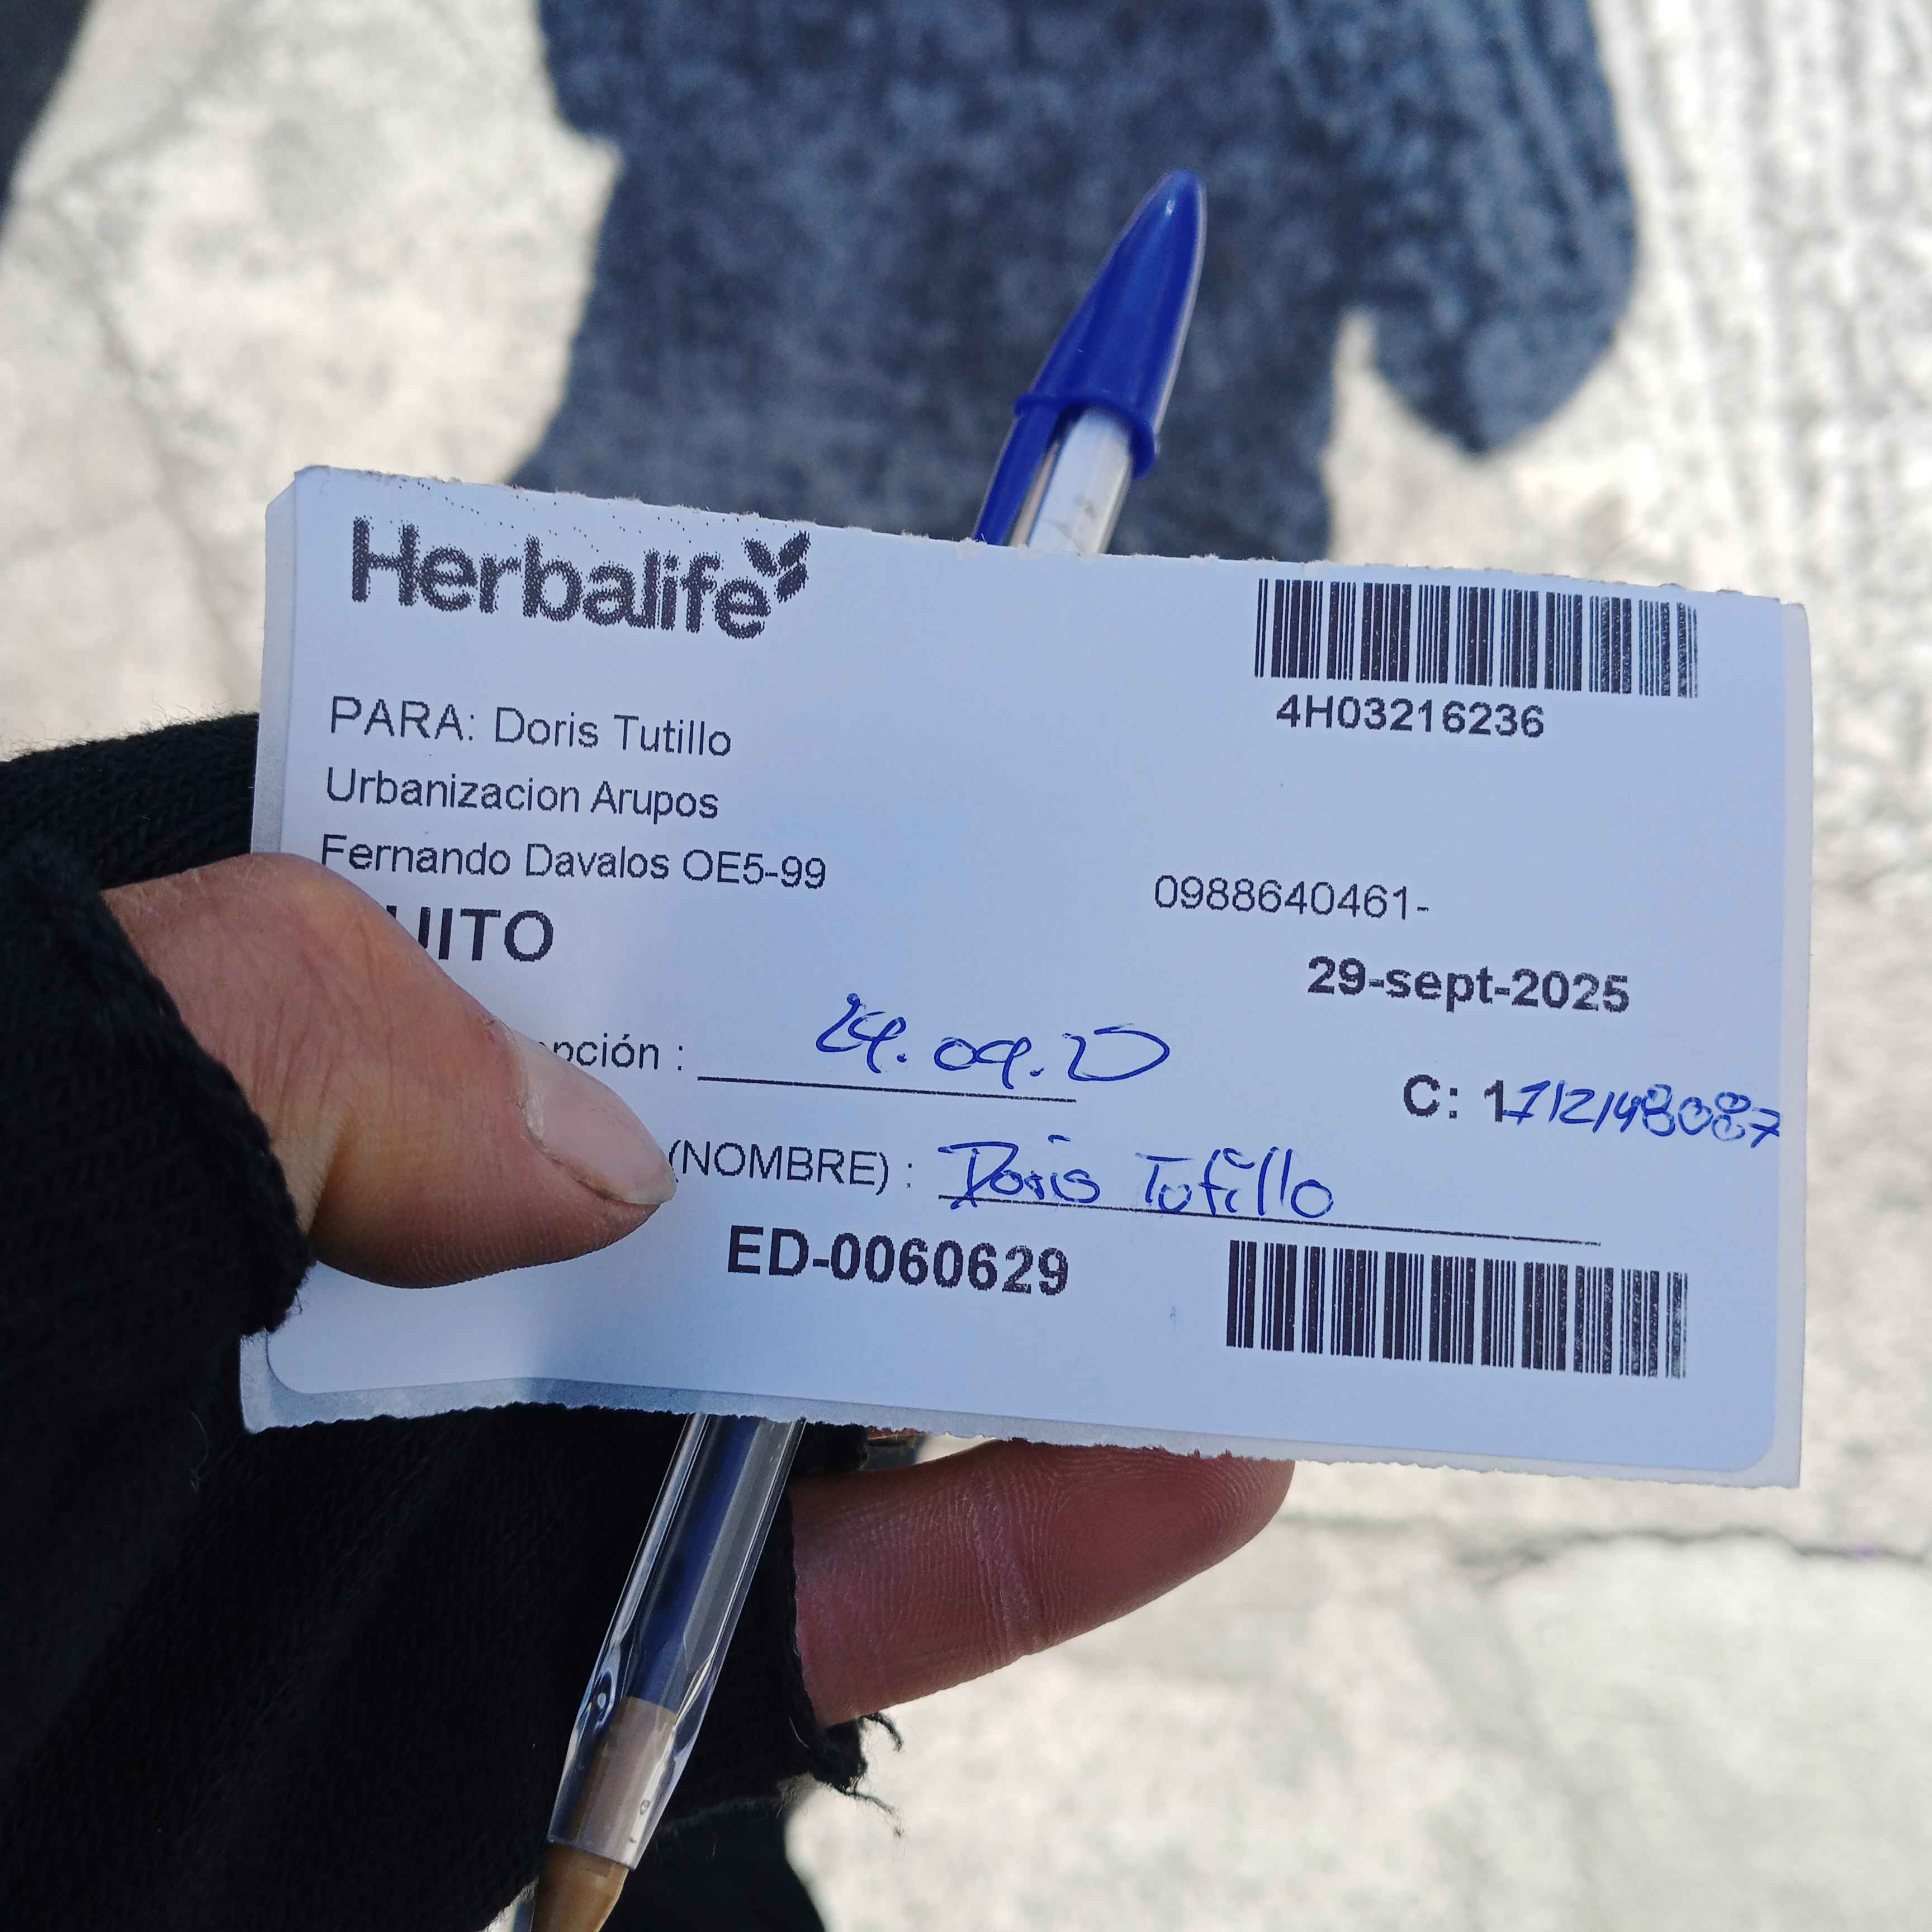 Herbalife
4H03216236
PARA: Doris Tutillo
Urbanizacion Arupos
Fernando Davalos OE5-99
0988640461-
UITO
29-sept-2025
pción : 29.09.25
C: 1
(NOMBRE) : Doris Tutillo
ED-0060629